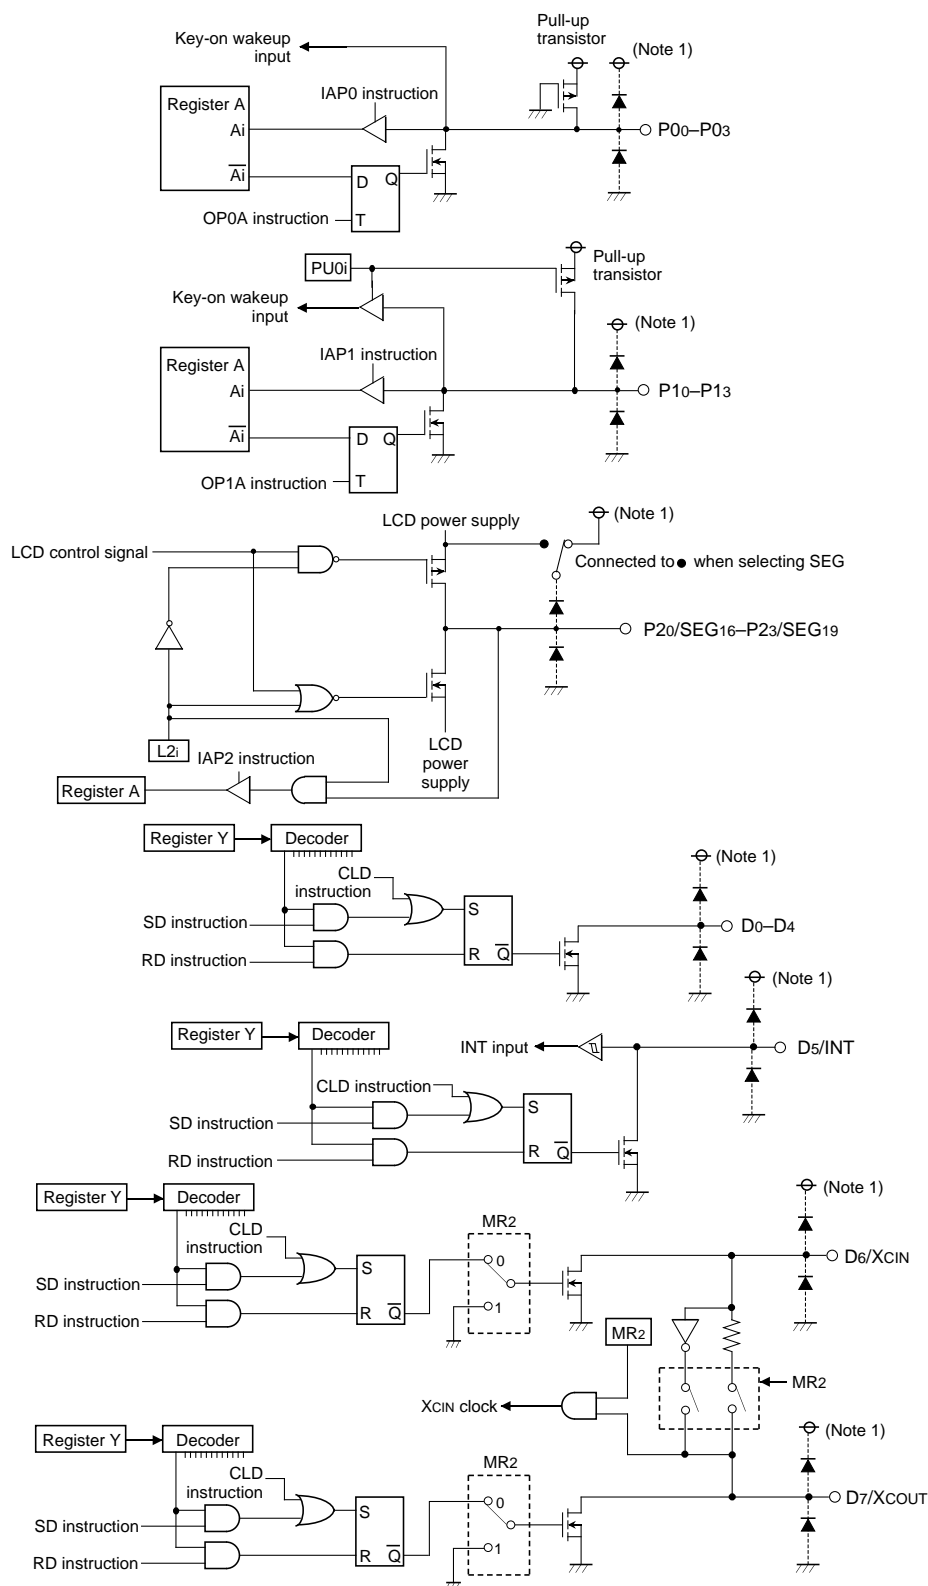 Pull-up
transistor
Key-on wakeup
input
(Note 1)
IAP0 instruction
Register A
Ai
P00–P03
Ai
D Q
OP0A instruction
T
PU0i
Pull-up
transistor
Key-on wakeup
input
(Note 1)
IAP1 instruction
Register A
Ai
P10–P13
Ai
D Q
OP1A instruction
T
LCD power supply
(Note 1)
LCD control signal
Connected to ● when selecting SEG
P20/SEG16–P23/SEG19
L2i
LCD
power
supply
IAP2 instruction
Register A
Register Y
Decoder
(Note 1)
CLD
instruction
S
SD instruction
D0–D4
R Q
RD instruction
(Note 1)
Register Y
Decoder
INT input
D5/INT
CLD instruction
S
SD instruction
R Q
RD instruction
Register Y
Decoder
(Note 1)
MR2
CLD
instruction
0
D6/XCIN
S
SD instruction
1
R Q
RD instruction
MR2
MR2
XCIN clock
Register Y
Decoder
(Note 1)
MR2
CLD
instruction
0
D7/XCOUT
S
SD instruction
1
R Q
RD instruction